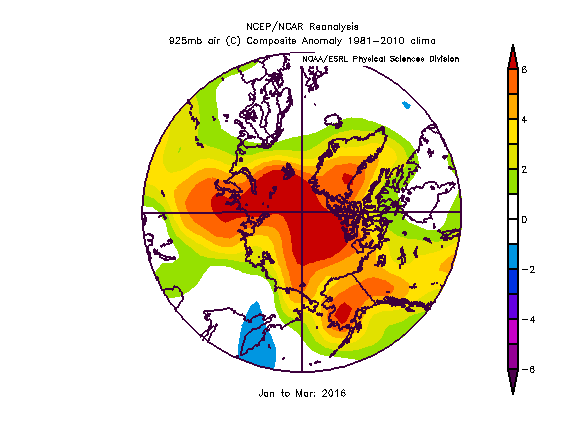 NCEP/NCAR Reanalysis
925mb air (C) Composite Anomaly 1981-2010 clima
NOAA/ESRL Physical Sciences Division
6
4
2
0
-2
-4
-6
Jan to Mar: 2016